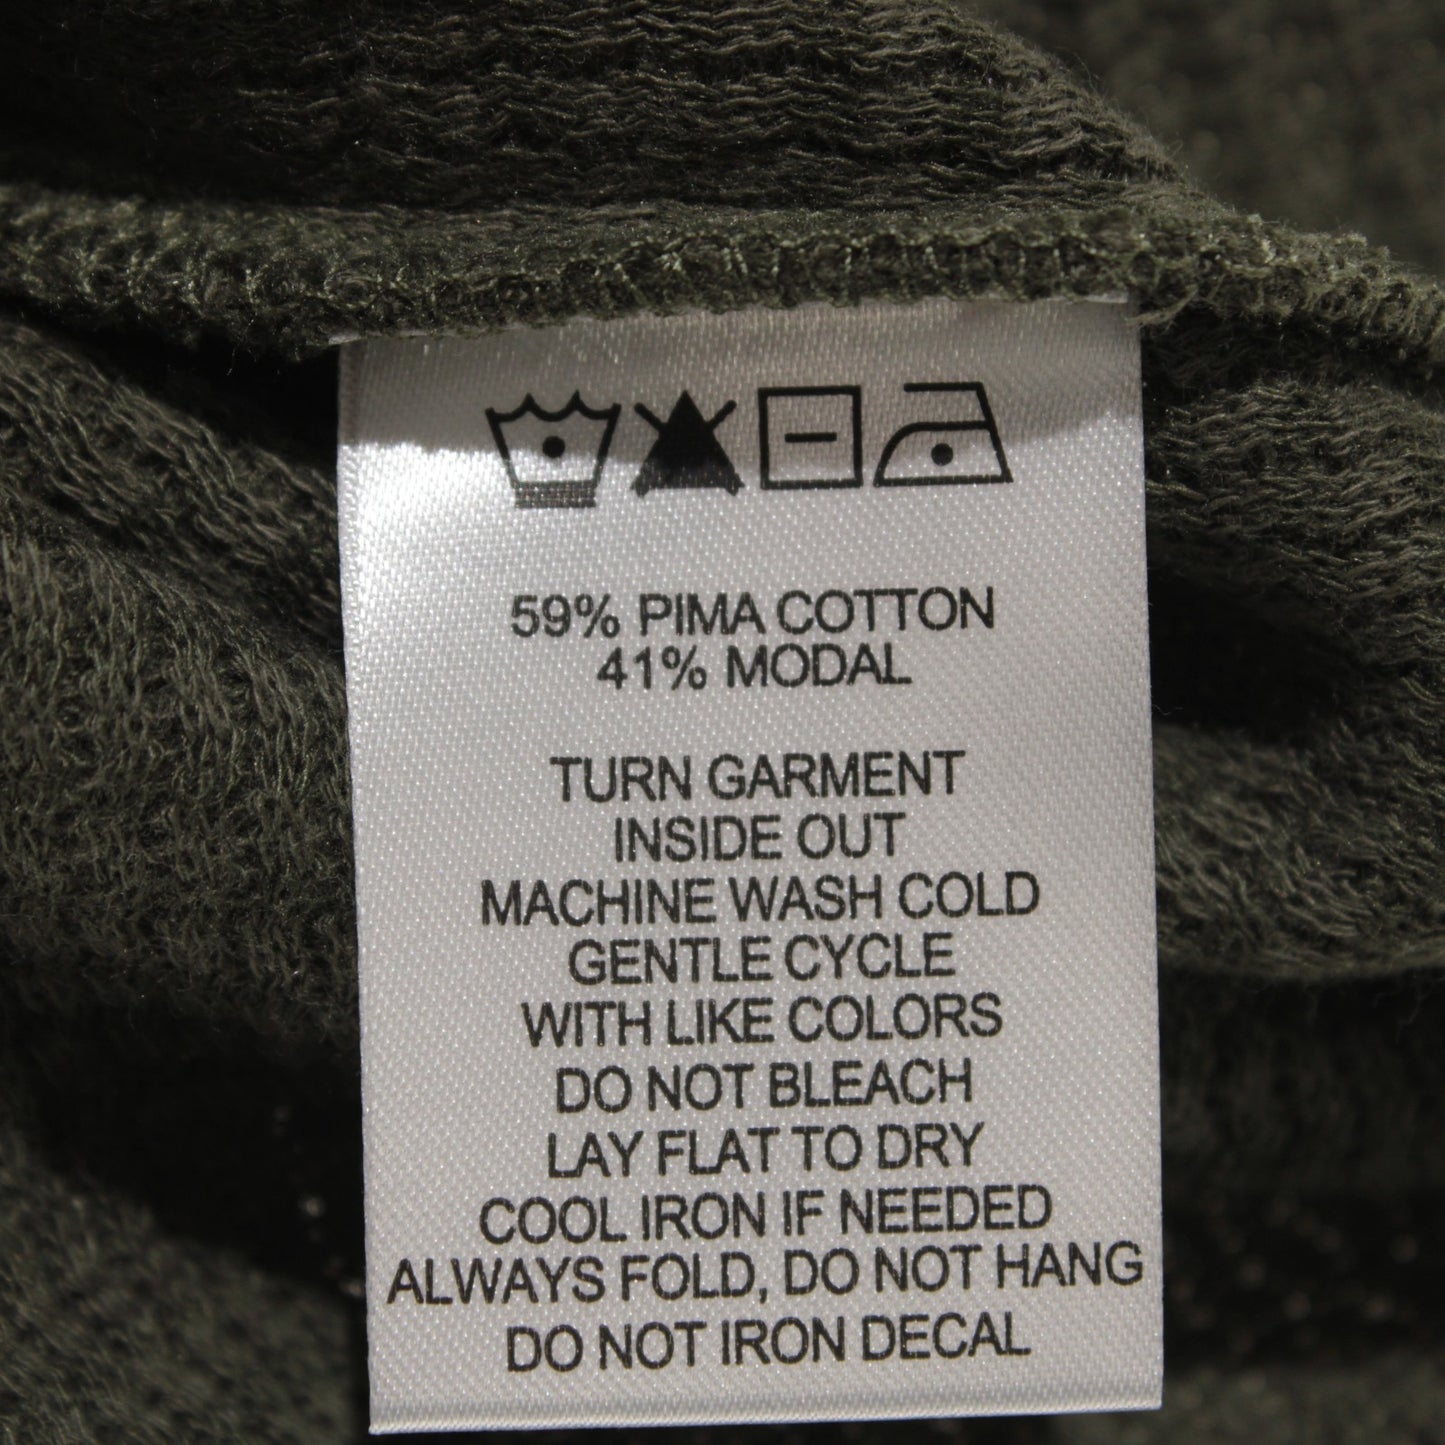 59% PIMA COTTON
41% MODAL
TURN GARMENT
INSIDE OUT
MACHINE WASH COLD
GENTLE CYCLE
WITH LIKE COLORS
DO NOT BLEACH
LAY FLAT TO DRY
COOL IRON IF NEEDED
ALWAYS FOLD, DO NOT HANG
DO NOT IRON DECAL